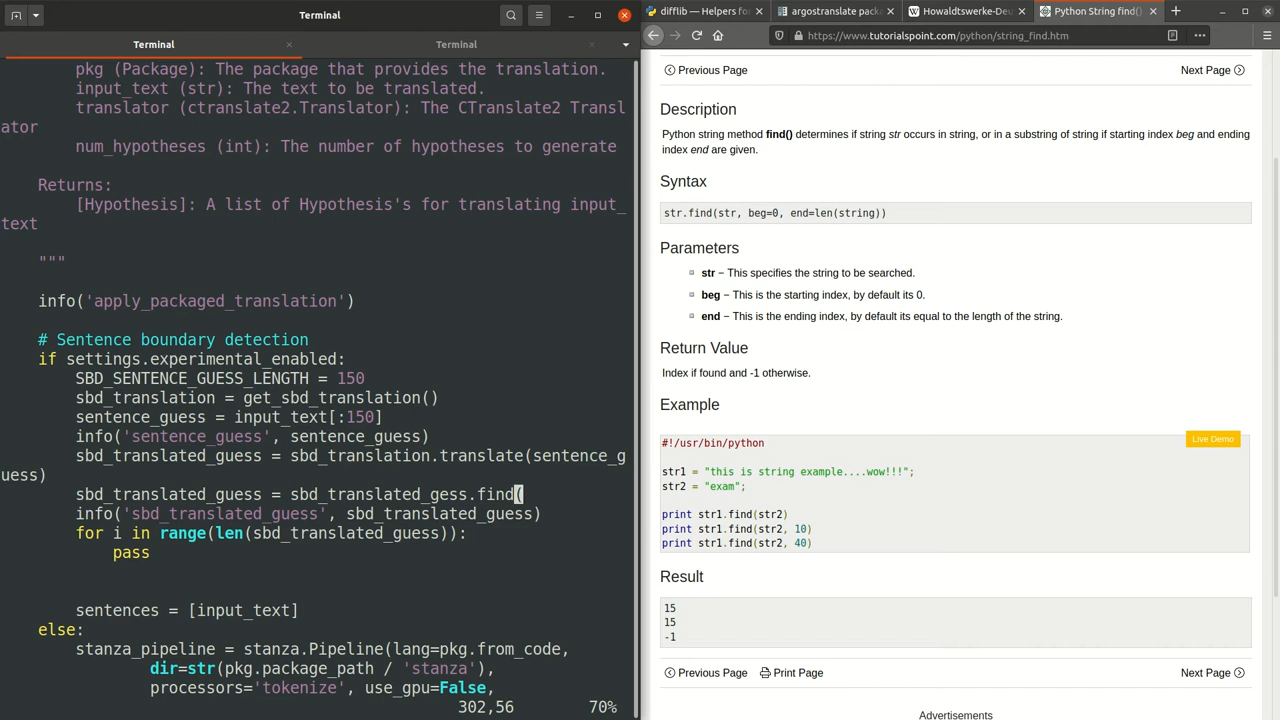 Terminal
Terminal
Terminal
pkg (Package): The package that provides the translation.
input_text (str): The text to be translated.
translator (ctranslate2.Translator): The CTranslate2 Transl
ator
num_hypotheses (int): The number of hypotheses to generate
Returns:
[Hypothesis]: A list of Hypothesis's for translating input_
text
"""
info('apply_packaged_translation')
# Sentence boundary detection
if settings.experimental_enabled:
SBD_SENTENCE_GUESS_LENGTH = 150
sbd_translation = get_sbd_translation()
sentence_guess = input_text[:150]
info('sentence_guess', sentence_guess)
sbd_translated_guess = sbd_translation.translate(sentence_g
uess)
sbd_translated_guess = sbd_translated_gess.find(
info('sbd_translated_guess', sbd_translated_guess)
for i in range(len(sbd_translated_guess)):
pass
sentences = [input_text]
else:
stanza_pipeline = stanza.Pipeline(lang=pkg.from_code,
dir=str(pkg.package_path / 'stanza'),
processors='tokenize', use_gpu=False,
302,56 70%
difflib — Helpers fo
argostranslate pack
Howaldtswerke-Deu
Python String find()
https://www.tutorialspoint.com/python/string_find.htm
Previous Page
Next Page
Description
Python string method find() determines if string str occurs in string, or in a substring of string if starting index beg and ending
index end are given.
Syntax
str.find(str, beg=0, end=len(string))
Parameters
str − This specifies the string to be searched.
beg − This is the starting index, by default its 0.
end − This is the ending index, by default its equal to the length of the string.
Return Value
Index if found and -1 otherwise.
Example
Live Demo
#!/usr/bin/python
str1 = "this is string example....wow!!!";
str2 = "exam";
print str1.find(str2)
print str1.find(str2, 10)
print str1.find(str2, 40)
Result
15
15
-1
Previous Page
Print Page
Next Page
Advertisements